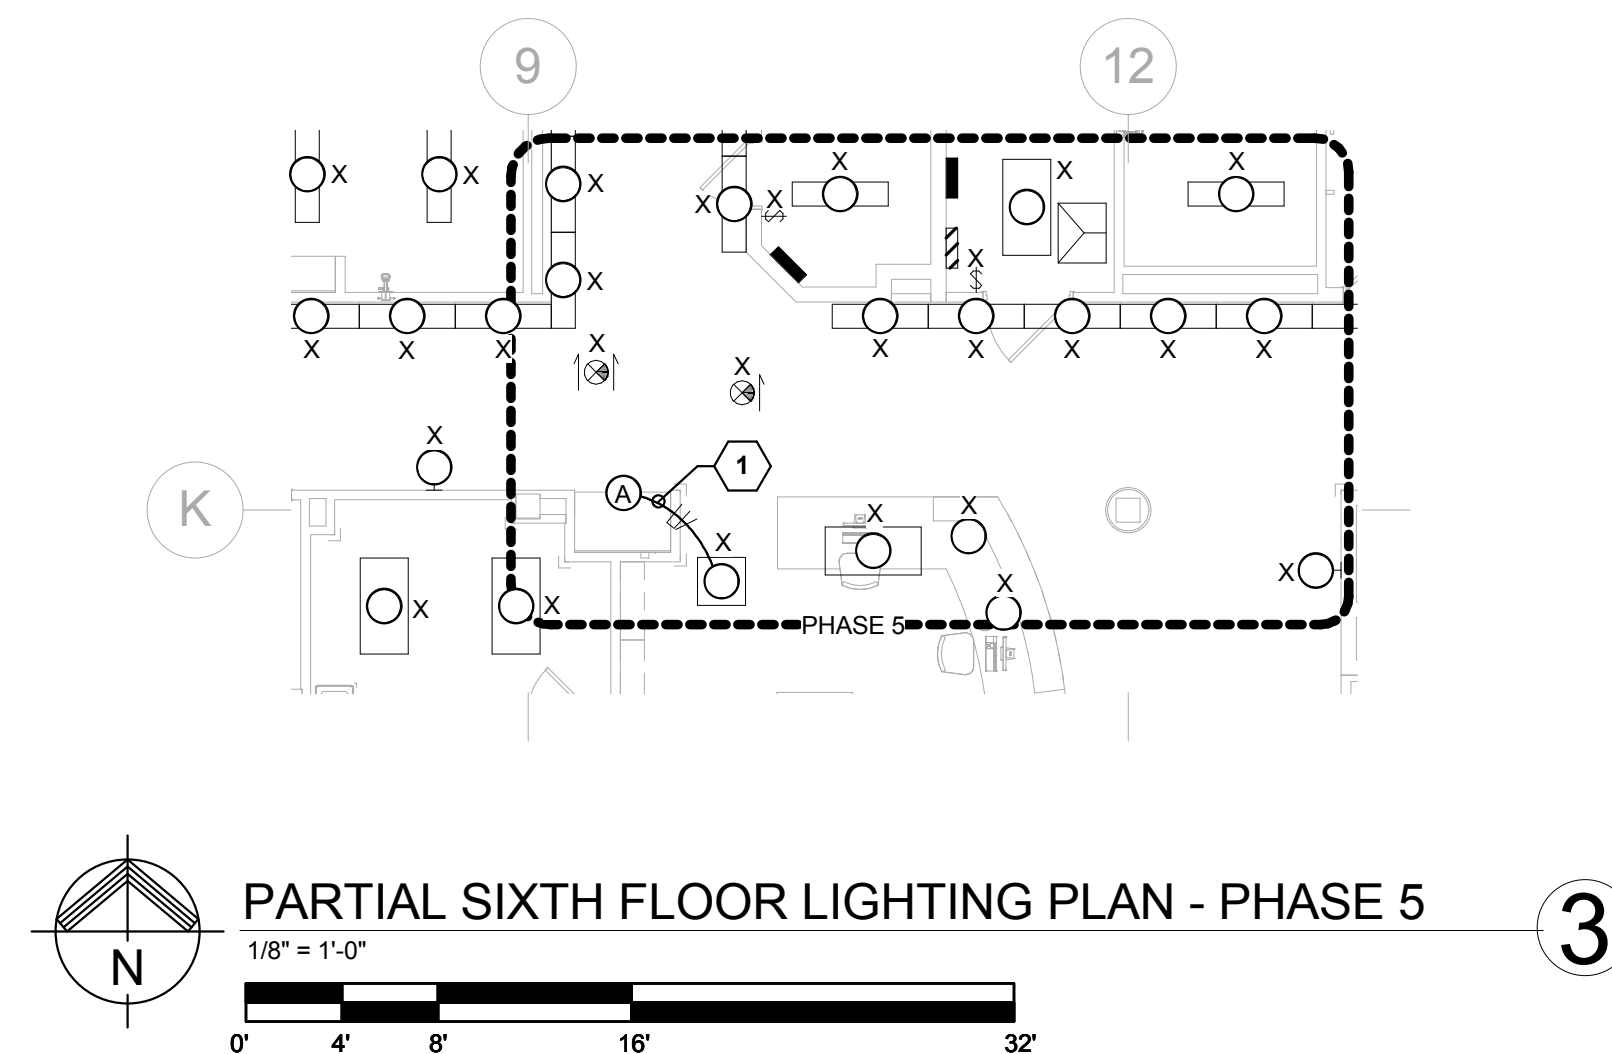 9 12
X X X X X X
X X
X X
X X X X X X X X
X X
X
K
1
A
X X X
X X X
X X
PHASE 5
N
PARTIAL SIXTH FLOOR LIGHTING PLAN - PHASE 5
1/8" = 1'-0"
3
0' 4' 8' 16' 32'